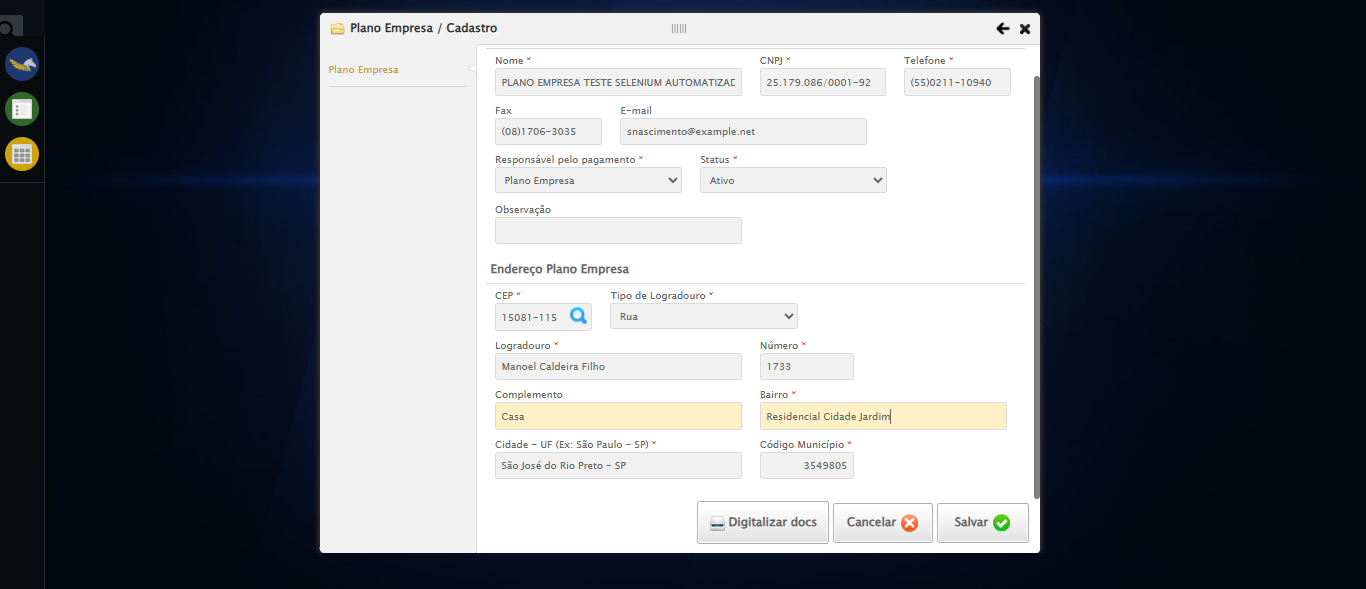 Plano Empresa / Cadastro
Plano Empresa
Nome * CNPJ * Telefone *
PLANO EMPRESA TESTE SELENIUM AUTOMATIZAD 25.179.086/0001-92 (55)0211-10940
Fax E-mail
(08)1706-3035 snascimento@example.net
Responsável pelo pagamento * Status *
Plano Empresa Ativo
Observação
Endereço Plano Empresa
CEP * Tipo de Logradouro *
15081-115 Rua
Logradouro * Número *
Manoel Caldeira Filho 1733
Complemento Bairro *
Casa Residencial Cidade Jardim
Cidade - UF (Ex: São Paulo - SP) * Código Município *
São José do Rio Preto - SP 3549805
Digitalizar docs Cancelar Salvar